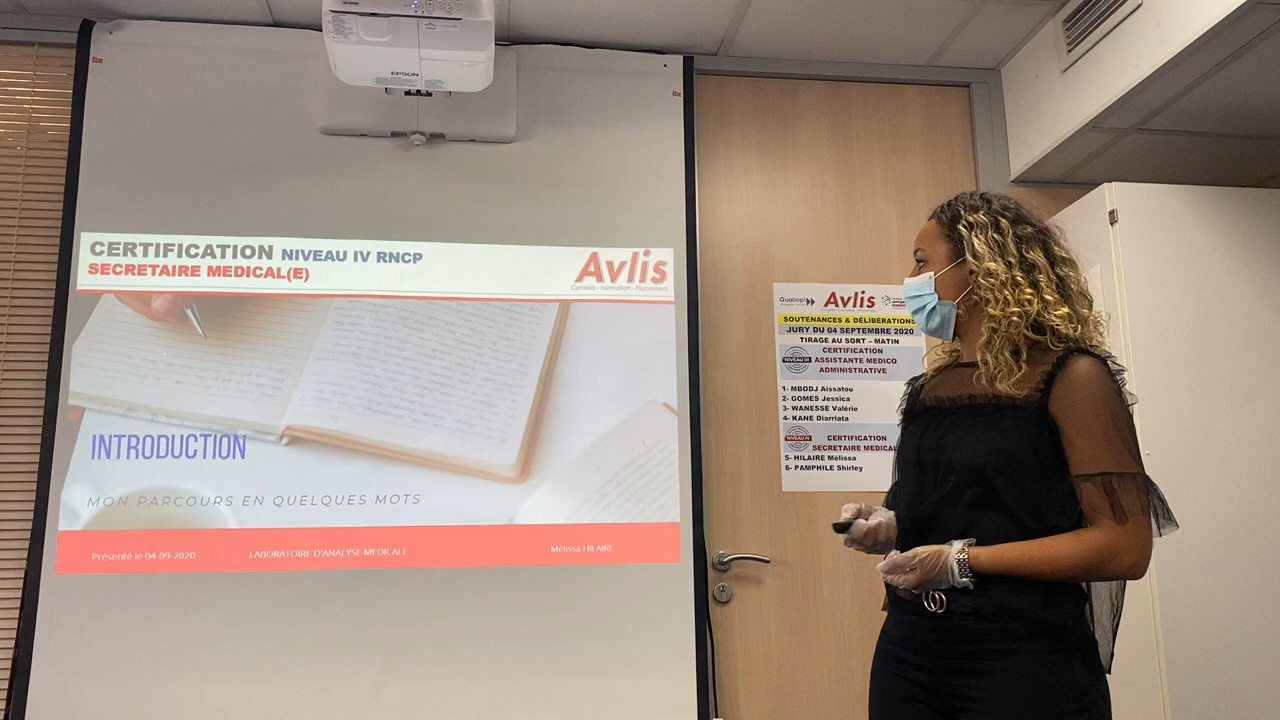 EPSON
CERTIFICATION NIVEAU IV RNCP
SECRETAIRE MEDICAL(E)
Avlis
Conseils - Formation - Placement
INTRODUCTION
MON PARCOURS EN QUELQUES MOTS
Présenté le 04-09-2020
LABORATOIRE D'ANALYSE MEDICALE
Mélissa HILAIRE
Qualiopi
Avlis
SOUTENANCES & DÉLIBÉRATIONS
JURY DU 04 SEPTEMBRE 2020
TIRAGE AU SORT – MATIN
NIVEAU III
CERTIFICATION
ASSISTANTE MEDICO
ADMINISTRATIVE
1- MBODJ Aissatou
2- GOMES Jessica
3- WANESSE Valérie
4- KANE Diarriata
NIVEAU IV
CERTIFICATION
SECRETAIRE MEDICAL
5- HILAIRE Mélissa
6- PAMPHILE Shirley